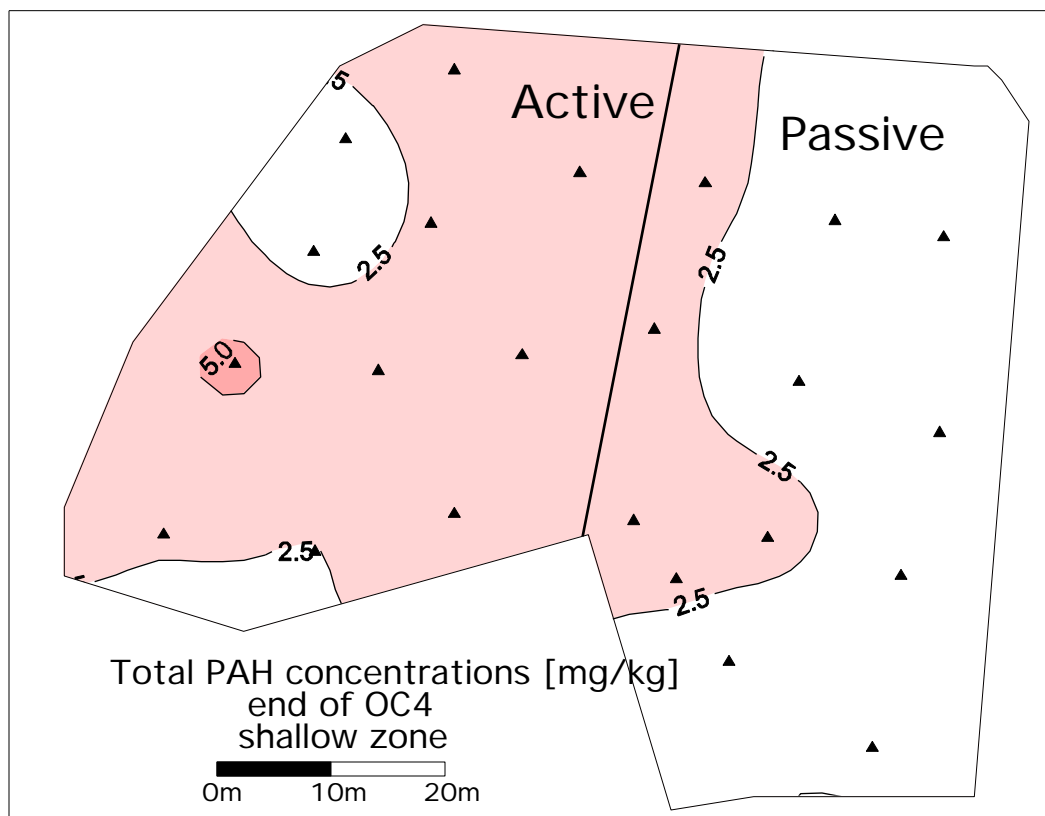 5
Active
Passive
2.5
2.5
5.0
2.5
2.5
2.5
Total PAH concentrations [mg/kg]
end of OC4
shallow zone
0m 10m 20m